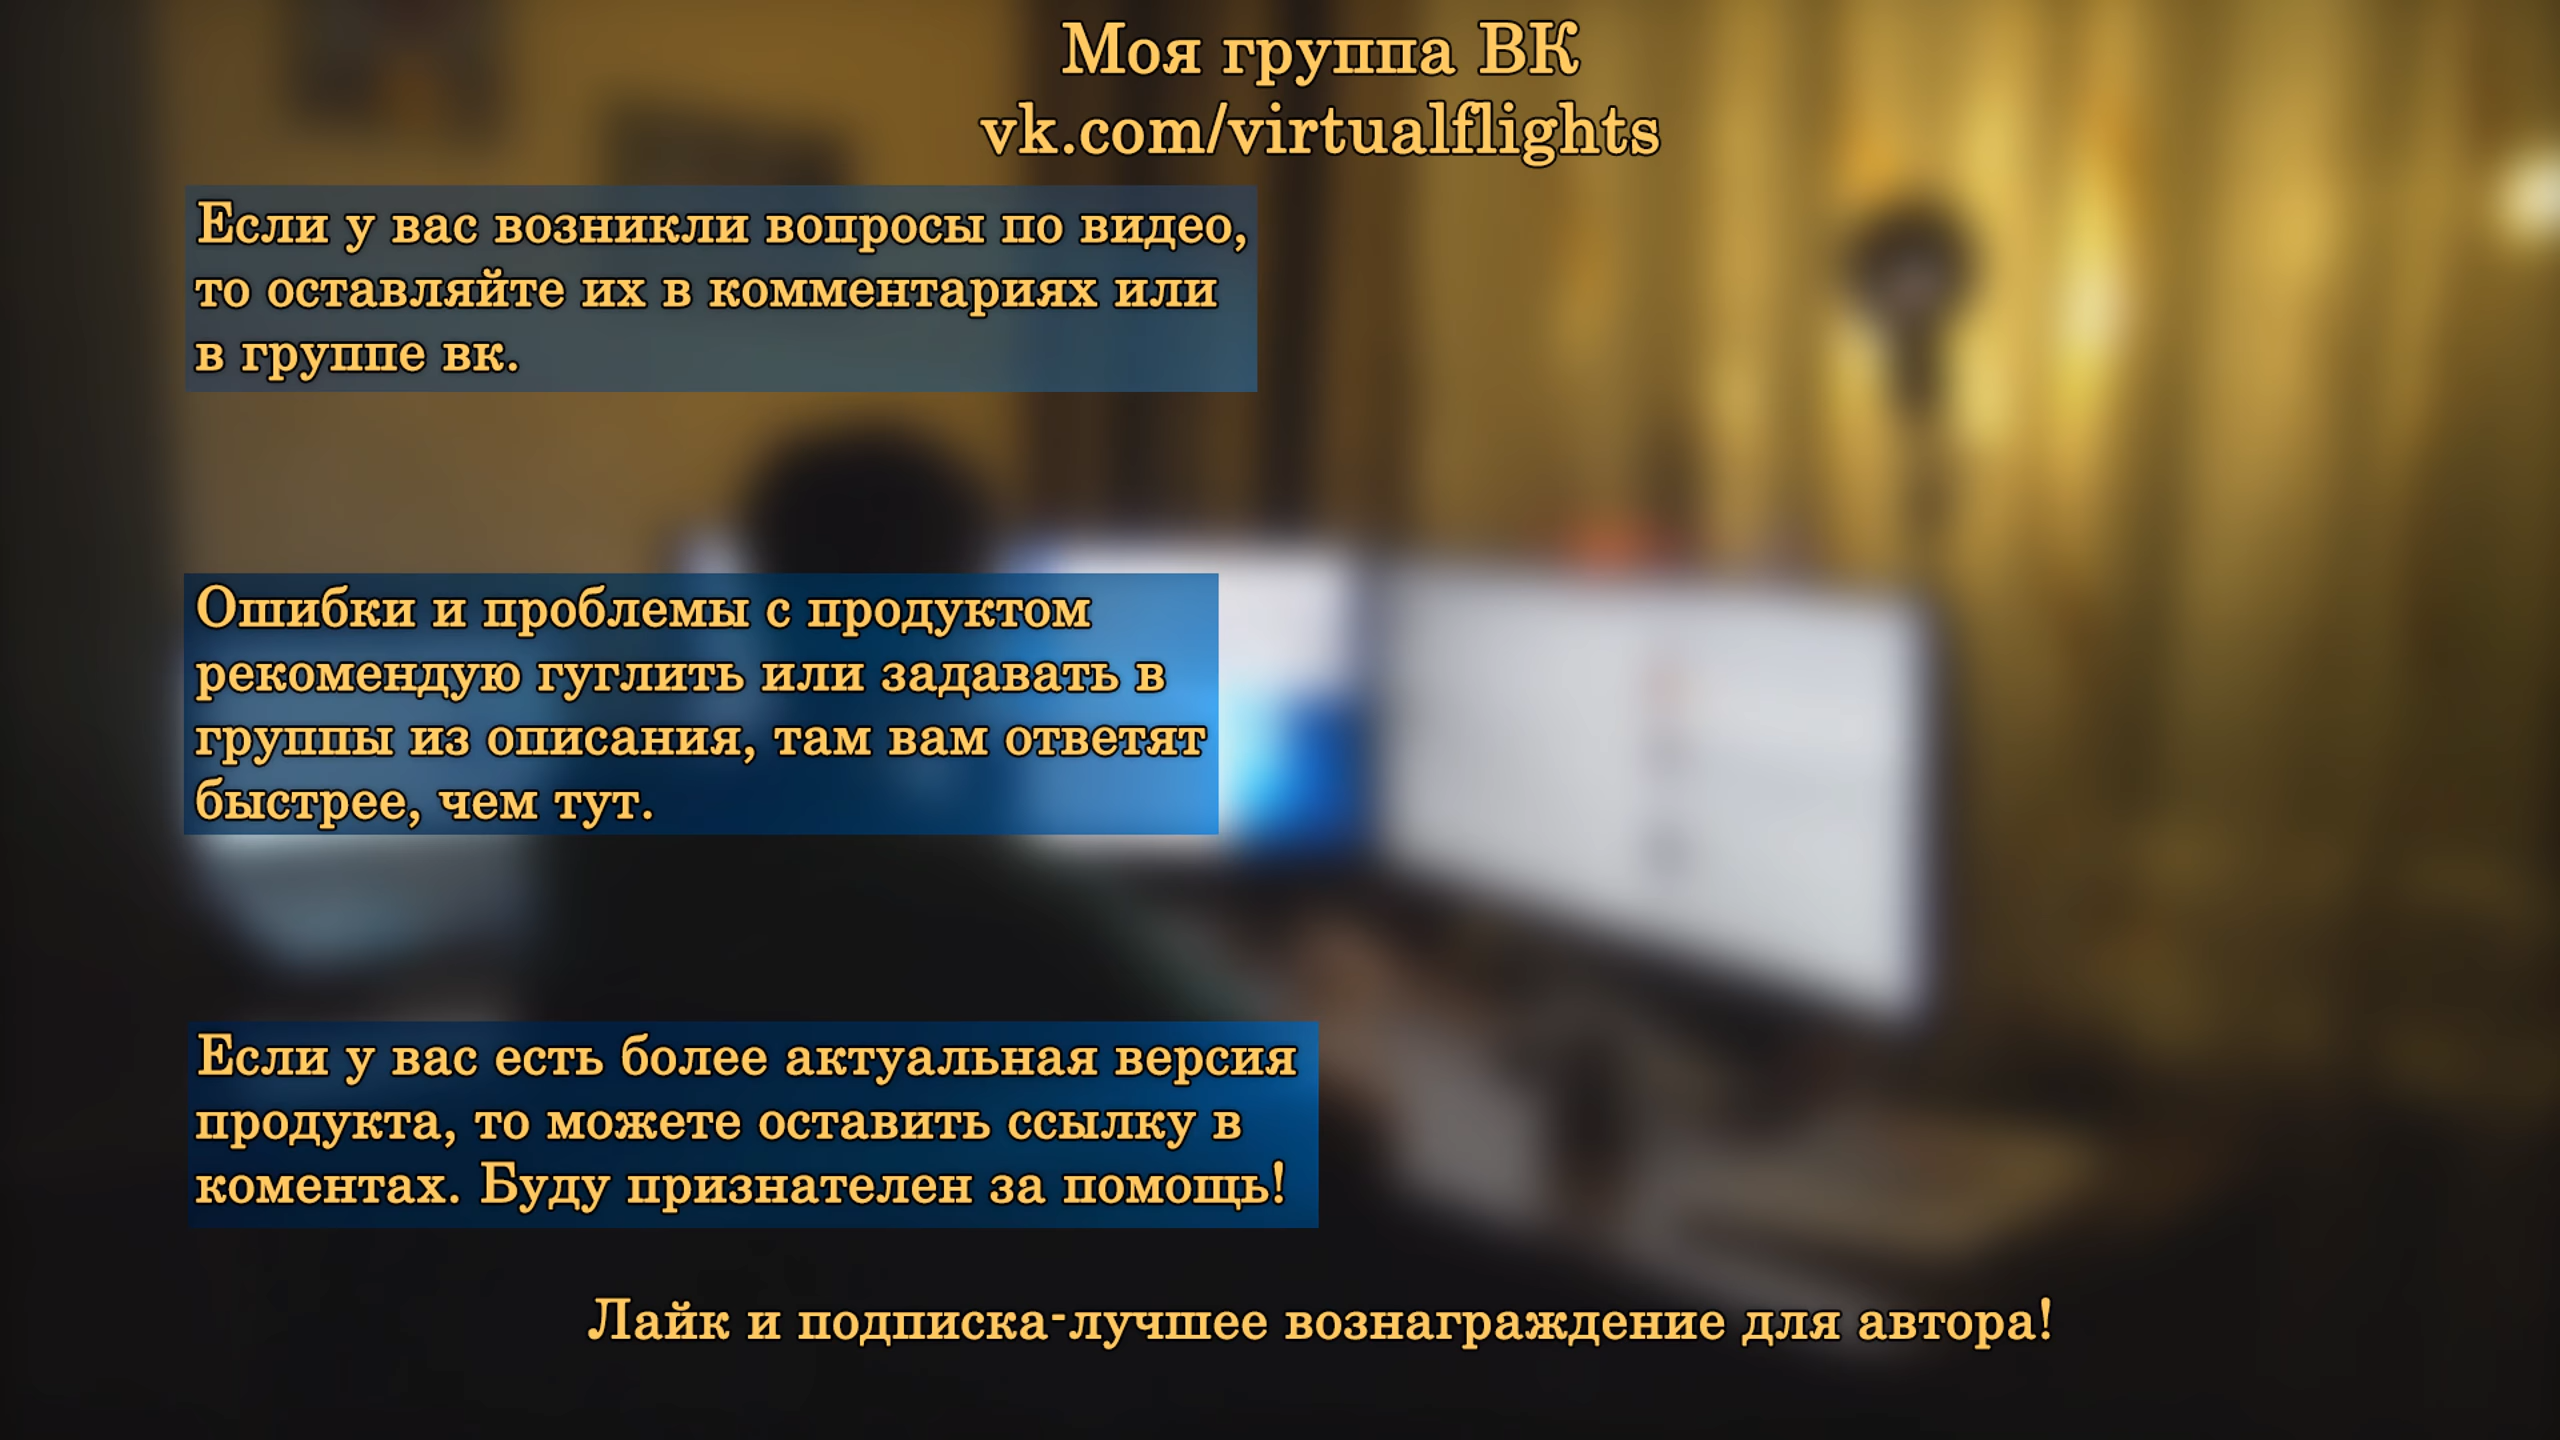 Моя группа ВК
vk.com/virtualflights
Если у вас возникли вопросы по видео,
то оставляйте их в комментариях или
в группе вк.
Ошибки и проблемы с продуктом
рекомендую гуглить или задавать в
группы из описания, там вам ответят
быстрее, чем тут.
Если у вас есть более актуальная версия
продукта, то можете оставить ссылку в
коментах. Буду признателен за помощь!
Лайк и подписка-лучшее вознаграждение для автора!